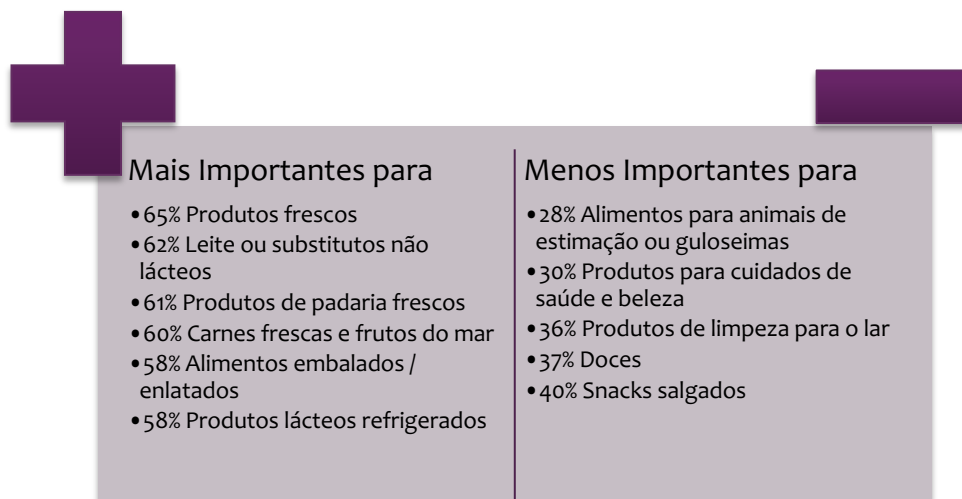 Mais Importantes para
•65% Produtos frescos
•62% Leite ou substitutos não
lácteos
•61% Produtos de padaria frescos
•60% Carnes frescas e frutos do mar
•58% Alimentos embalados /
enlatados
•58% Produtos lácteos refrigerados
Menos Importantes para
•28% Alimentos para animais de
estimação ou guloseimas
•30% Produtos para cuidados de
saúde e beleza
•36% Produtos de limpeza para o lar
•37% Doces
•40% Snacks salgados